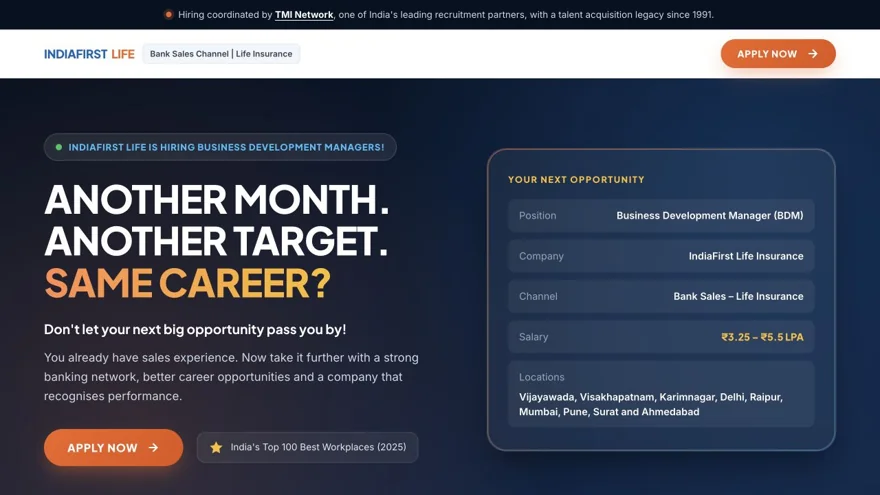 Hiring coordinated by TMI Network, one of India's leading recruitment partners, with a talent acquisition legacy since 1991.
INDIAFIRST LIFE
Bank Sales Channel | Life Insurance
APPLY NOW →
INDIAFIRST LIFE IS HIRING BUSINESS DEVELOPMENT MANAGERS!
ANOTHER MONTH.
ANOTHER TARGET.
SAME CAREER?
Don't let your next big opportunity pass you by!
You already have sales experience. Now take it further with a strong
banking network, better career opportunities and a company that
recognises performance.
APPLY NOW →
India's Top 100 Best Workplaces (2025)
YOUR NEXT OPPORTUNITY
Position Business Development Manager (BDM)
Company IndiaFirst Life Insurance
Channel Bank Sales – Life Insurance
Salary ₹3.25 – ₹5.5 LPA
Locations
Vijayawada, Visakhapatnam, Karimnagar, Delhi, Raipur,
Mumbai, Pune, Surat and Ahmedabad